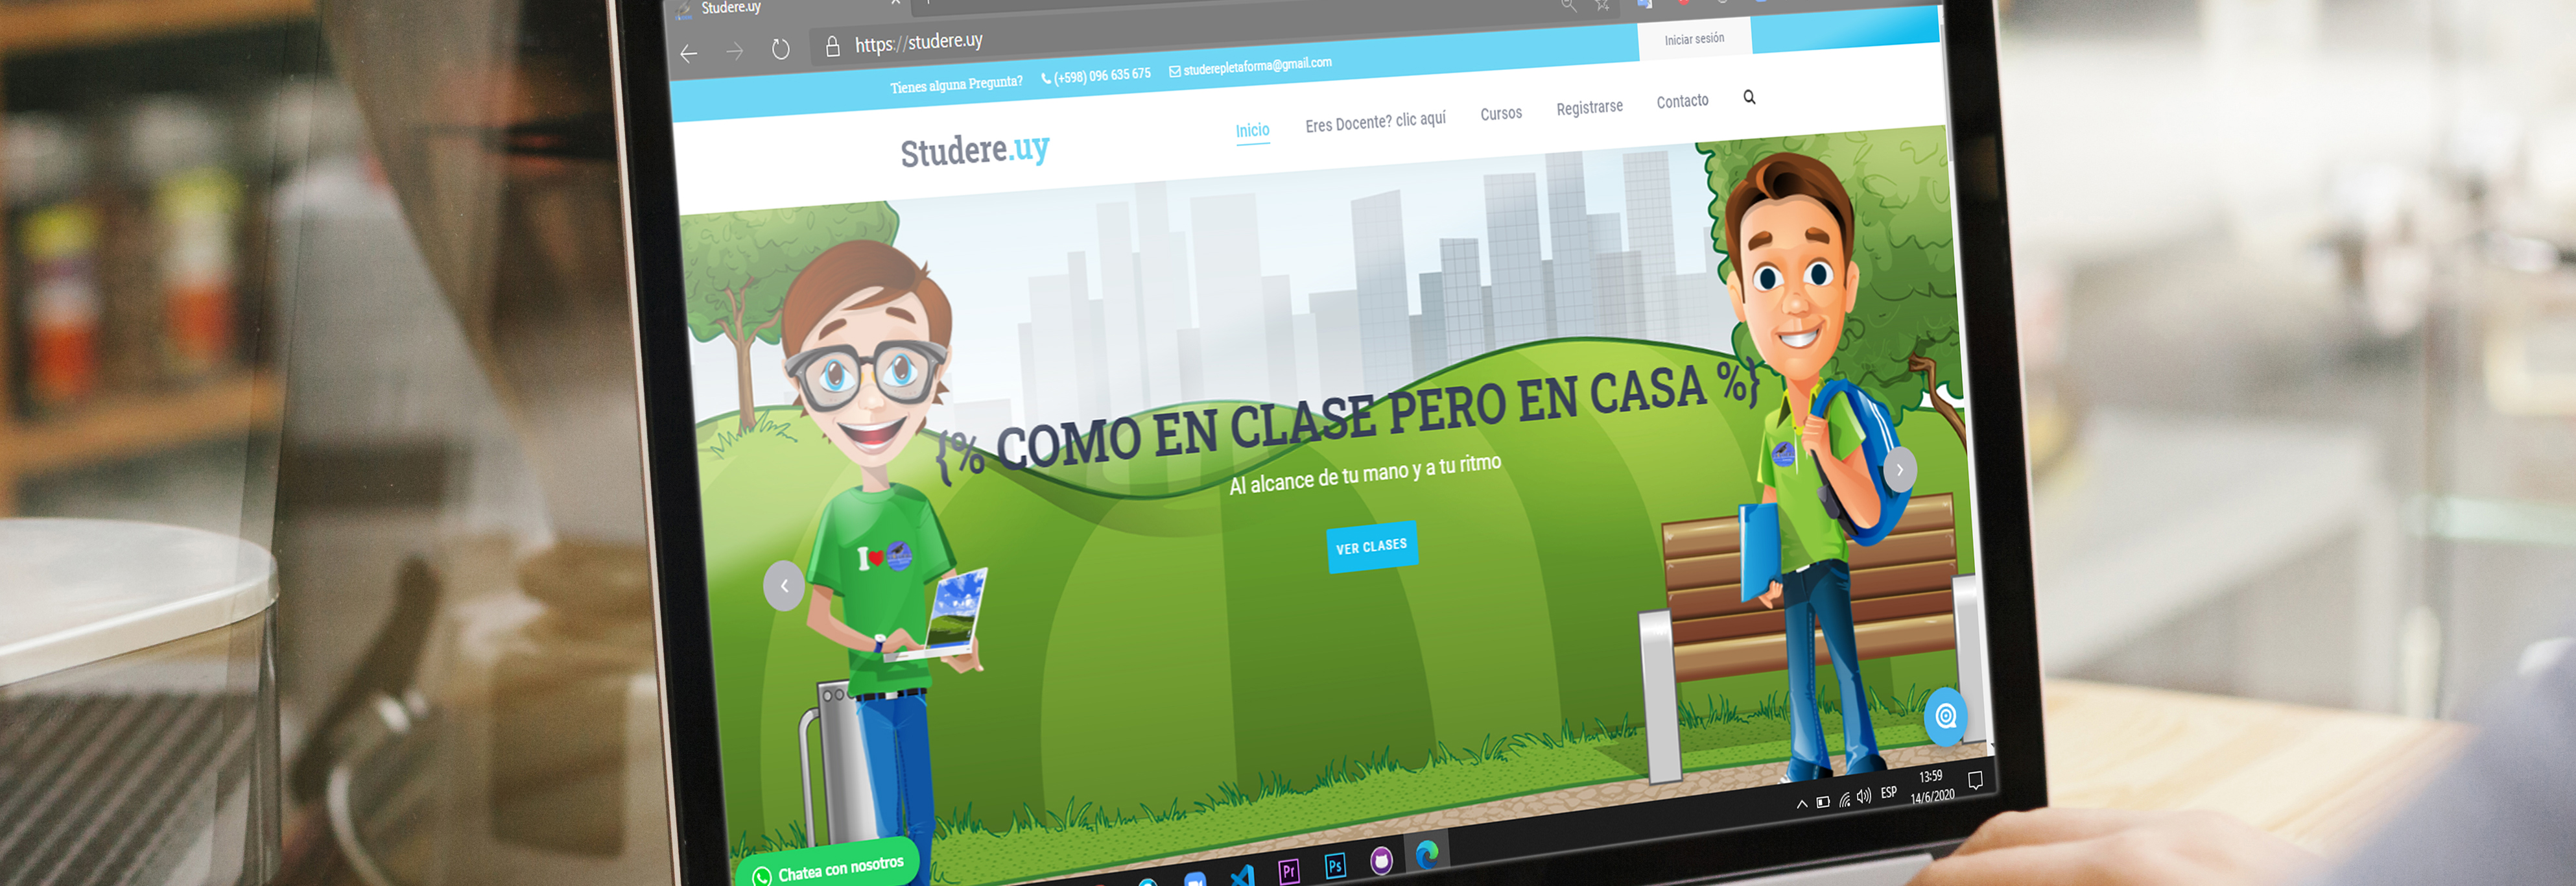 Studere.uy
https://studere.uy
Tienes alguna Pregunta? (+598) 096 635 675 studerepletaforma@gmail.com
Iniciar sesión
Studere.uy
Inicio Eres Docente? clic aquí Cursos Registrarse Contacto
{% COMO EN CLASE PERO EN CASA %}
Al alcance de tu mano y a tu ritmo
VER CLASES
I
Chatea con nosotros
Pr Ps
ESP
13:59
14/6/2020